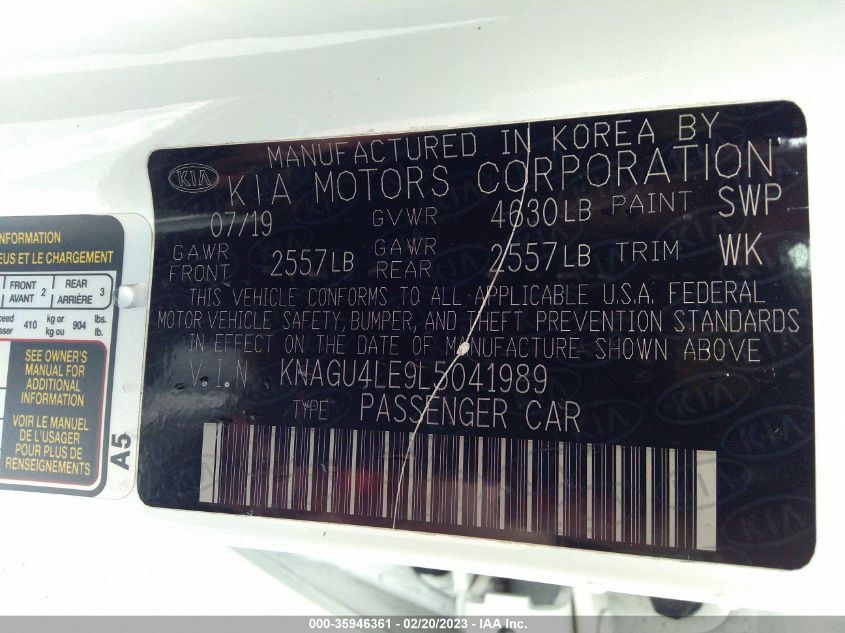 MANUFACTURED IN KOREA BY
KIA KIA MOTORS CORPORATION
07/19 GVWR 4630LB PAINT SWP
GAWR FRONT 2557LB GAWR REAR 2557LB TRIM WK
THIS VEHICLE CONFORMS TO ALL APPLICABLE U.S.A. FEDERAL
MOTOR VEHICLE SAFETY, BUMPER, AND THEFT PREVENTION STANDARDS
IN EFFECT ON THE DATE OF MANUFACTURE SHOWN ABOVE
V.I.N KNAGU4LE9L5041989
TYPE PASSENGER CAR
INFORMATION
EUS ET LE CHARGEMENT
FRONT AVANT 2 REAR ARRIÈRE 3
410 kg or kg ou 904 lbs. lb.
SEE OWNER'S
MANUAL FOR
ADDITIONAL
INFORMATION
VOIR LE MANUEL
DE L'USAGER
POUR PLUS DE
RENSEIGNEMENTS
A5
000-35946361 - 02/20/2023 - IAA Inc.